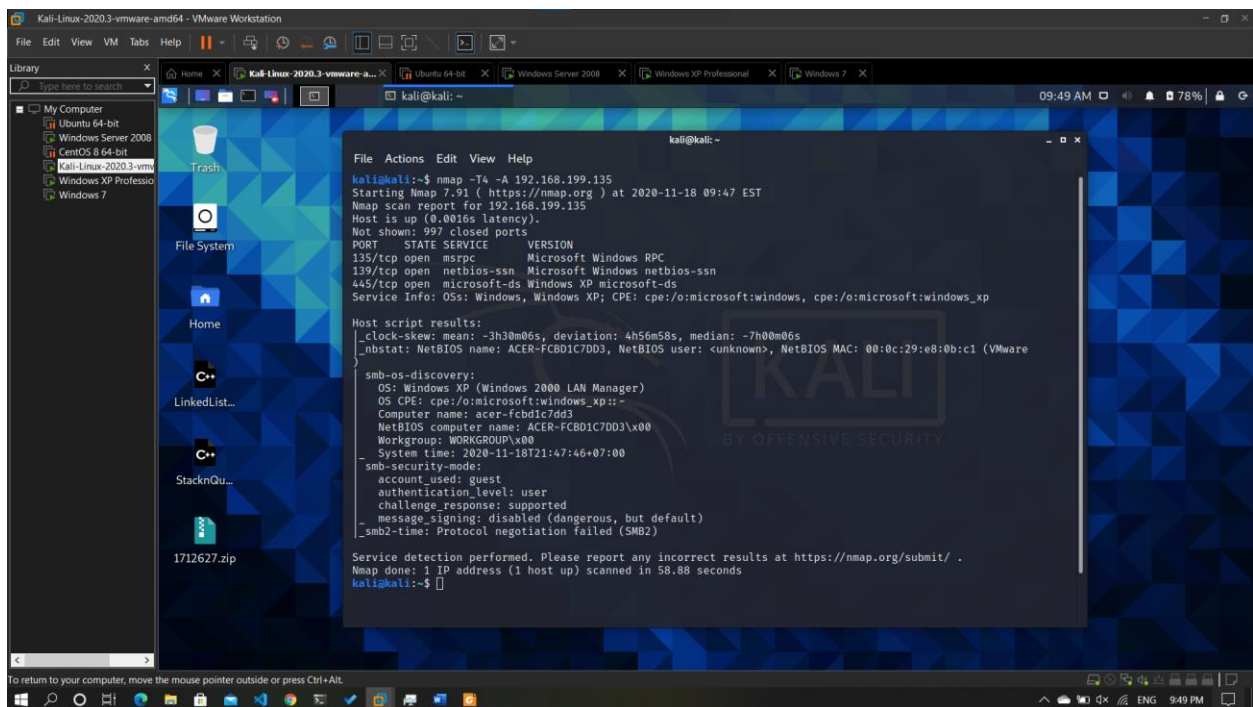 Kali-Linux-2020.3-vmware-amd64 - VMware Workstation
File Edit View VM Tabs Help
Library
Type here to search
My Computer
Ubuntu 64-bit
Windows Server 2008
CentOS 8 64-bit
Kali-Linux-2020.3-vmw
Windows XP Professio
Windows 7
Home
Kali-Linux-2020.3-vmware-a...
Ubuntu 64-bit
Windows Server 2008
Windows XP Professional
Windows 7
kali@kali: ~
09:49 AM
78%
Trash
File System
Home
C++
LinkedList...
C++
StacknQu...
1712627.zip
kali@kali: ~
File Actions Edit View Help
kali@kali:~$ nmap -T4 -A 192.168.199.135
Starting Nmap 7.91 ( https://nmap.org ) at 2020-11-18 09:47 EST
Nmap scan report for 192.168.199.135
Host is up (0.0016s latency).
Not shown: 997 closed ports
PORT STATE SERVICE VERSION
135/tcp open msrpc Microsoft Windows RPC
139/tcp open netbios-ssn Microsoft Windows netbios-ssn
445/tcp open microsoft-ds Windows XP microsoft-ds
Service Info: OSs: Windows, Windows XP; CPE: cpe:/o:microsoft:windows, cpe:/o:microsoft:windows_xp
Host script results:
|_clock-skew: mean: -3h30m06s, deviation: 4h56m58s, median: -7h00m06s
|_nbstat: NetBIOS name: ACER-FCBD1C7DD3, NetBIOS user: <unknown>, NetBIOS MAC: 00:0c:29:e8:0b:c1 (VMware
)
| smb-os-discovery:
| OS: Windows XP (Windows 2000 LAN Manager)
| OS CPE: cpe:/o:microsoft:windows_xp::-
| Computer name: acer-fcbd1c7dd3
| NetBIOS computer name: ACER-FCBD1C7DD3\x00
| Workgroup: WORKGROUP\x00
|_ System time: 2020-11-18T21:47:46+07:00
| smb-security-mode:
| account_used: guest
| authentication_level: user
| challenge_response: supported
|_ message_signing: disabled (dangerous, but default)
|_smb2-time: Protocol negotiation failed (SMB2)
Service detection performed. Please report any incorrect results at https://nmap.org/submit/ .
Nmap done: 1 IP address (1 host up) scanned in 58.88 seconds
kali@kali:~$
KALI
BY OFFENSIVE SECURITY
To return to your computer, move the mouse pointer outside or press Ctrl+Alt.
ENG 9:49 PM